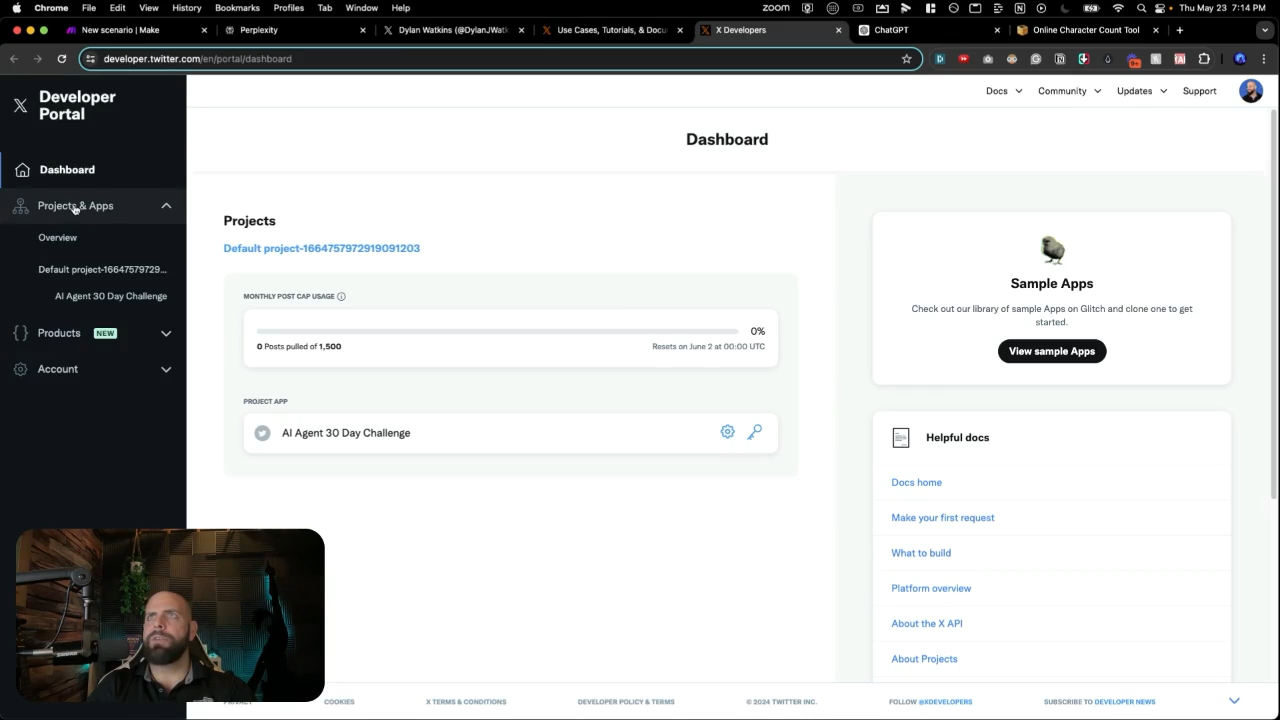 Chrome File Edit View History Bookmarks Profiles Tab Window Help zoom Thu May 23 7:14 PM
New scenario | Make Perplexity Dylan Watkins (@DylanJWatk Use Cases, Tutorials, & Docu X Developers ChatGPT Online Character Count Tool
developer.twitter.com/en/portal/dashboard
Developer
Portal
Docs Community Updates Support
Dashboard
Dashboard
Projects & Apps
Overview
Default project-16647579729...
AI Agent 30 Day Challenge
Products NEW
Account
Projects
Default project-1664757972919091203
MONTHLY POST CAP USAGE
0%
0 Posts pulled of 1,500
Resets on June 2 at 00:00 UTC
PROJECT APP
AI Agent 30 Day Challenge
Sample Apps
Check out our library of sample Apps on Glitch and clone one to get
started.
View sample Apps
Helpful docs
Docs home
Make your first request
What to build
Platform overview
About the X API
About Projects
PRIVACY COOKIES X TERMS & CONDITIONS DEVELOPER POLICY & TERMS © 2024 TWITTER INC. FOLLOW @XDEVELOPERS SUBSCRIBE TO DEVELOPER NEWS